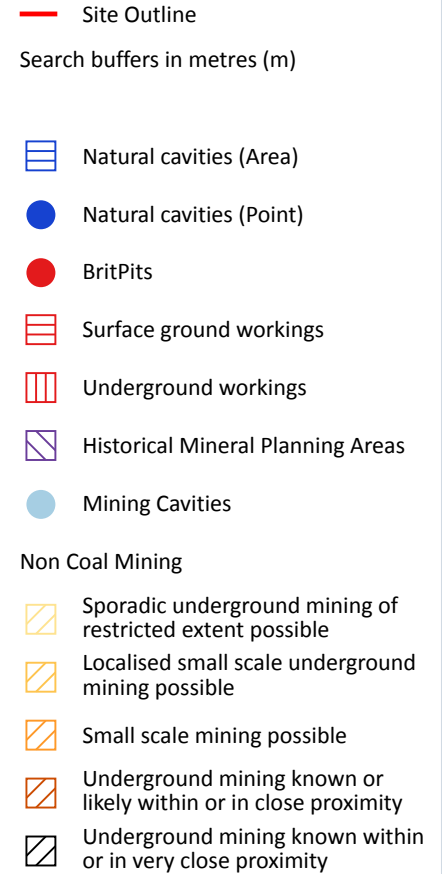 Site Outline
Search buffers in metres (m)
Natural cavities (Area)
Natural cavities (Point)
BritPits
Surface ground workings
Underground workings
Historical Mineral Planning Areas
Mining Cavities
Non Coal Mining
Sporadic underground mining of
restricted extent possible
Localised small scale underground
mining possible
Small scale mining possible
Underground mining known or
likely within or in close proximity
Underground mining known within
or in very close proximity